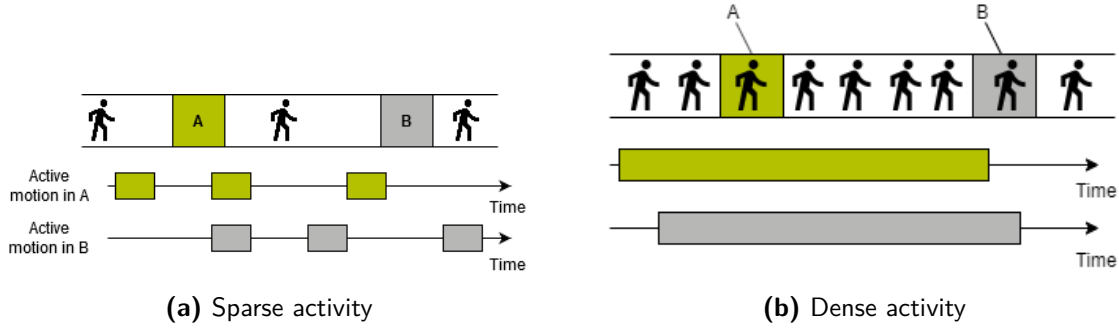 A
B
Active
motion in A
Time
Active
motion in B
Time
(a) Sparse activity
A
B
Time
Time
(b) Dense activity